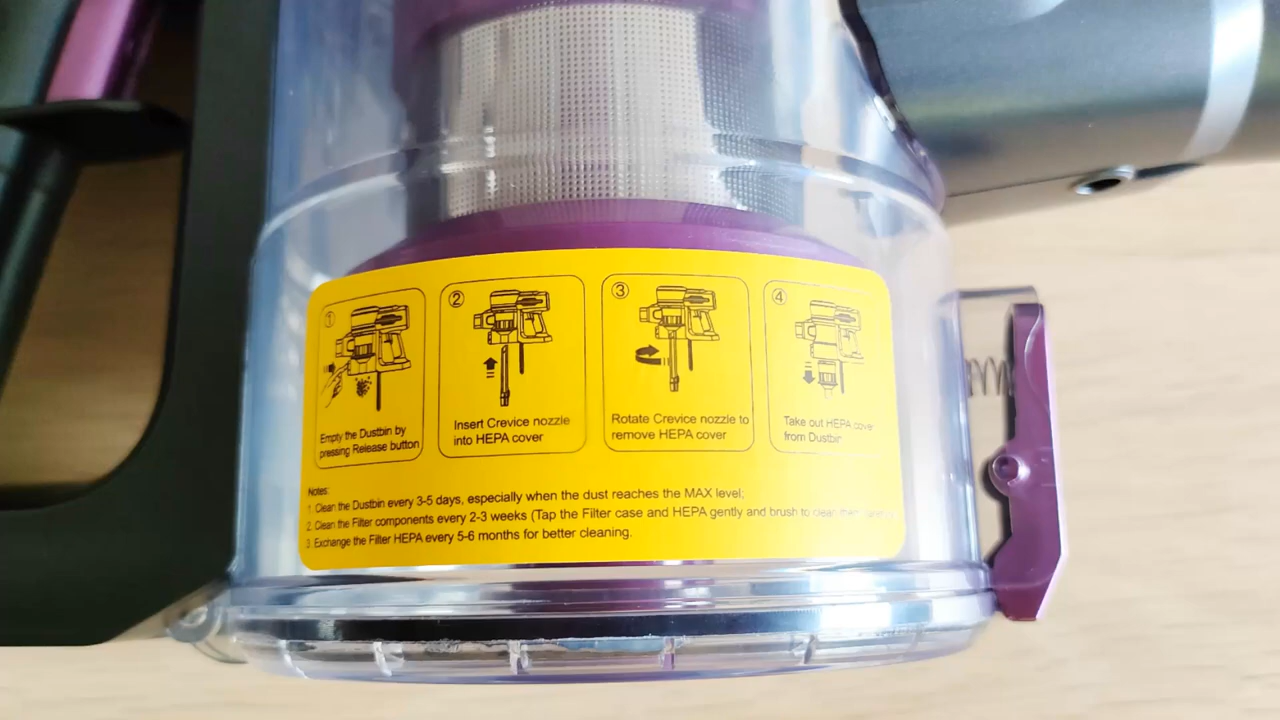 ①
Empty the Dustbin by
pressing Release button
②
Insert Crevice nozzle
into HEPA cover
③
Rotate Crevice nozzle to
remove HEPA cover
④
Take out HEPA cover
from Dustbin
Notes:
1. Clean the Dustbin every 3-5 days, especially when the dust reaches the MAX level;
2. Clean the Filter components every 2-3 weeks (Tap the Filter case and HEPA gently and brush to clean them
3. Exchange the Filter HEPA every 5-6 months for better cleaning.